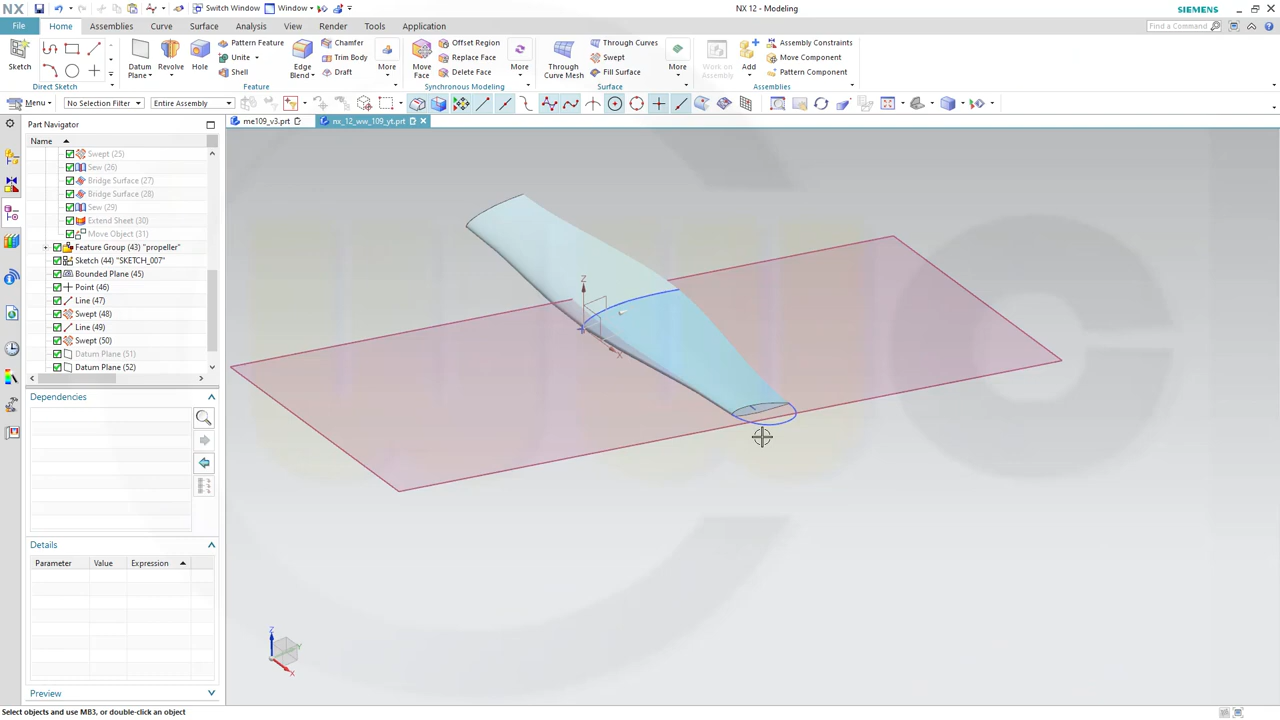 NX
Switch Window
Window
NX 12 - Modeling
SIEMENS
File
Home
Assemblies
Curve
Surface
Analysis
View
Render
Tools
Application
Find a Command
Sketch
Datum Plane
Revolve
Hole
Pattern Feature
Unite
Shell
Edge Blend
Chamfer
Trim Body
Draft
More
Move Face
Offset Region
Replace Face
Delete Face
More
Through Curve Mesh
Through Curves
Swept
Fill Surface
More
Work on Assembly
Add
Assembly Constraints
Move Component
Pattern Component
Direct Sketch
Feature
Synchronous Modeling
Surface
Assemblies
Menu
No Selection Filter
Entire Assembly
Part Navigator
me109_v3.prt
nx_12_ww_109_yt.prt
Name
Swept (25)
Sew (26)
Bridge Surface (27)
Bridge Surface (28)
Sew (29)
Extend Sheet (30)
Move Object (31)
Feature Group (43) "propeller"
Sketch (44) "SKETCH_007"
Bounded Plane (45)
Point (46)
Line (47)
Swept (48)
Line (49)
Swept (50)
Datum Plane (51)
Datum Plane (52)
Z
X
Dependencies
Details
Parameter
Value
Expression
Z
X
Preview
Select objects and use MB3, or double-click an object